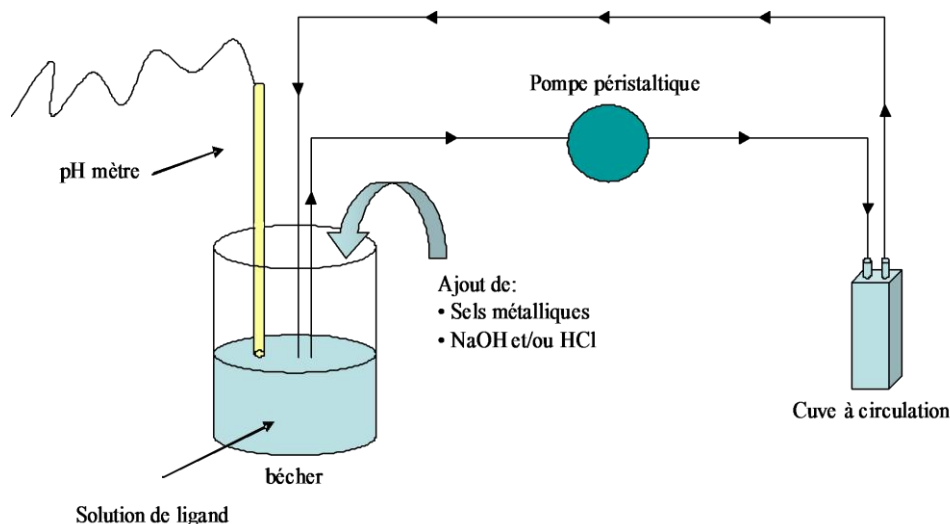 Pompe péristaltique
pH mètre
Ajout de:
• Sels métalliques
• NaOH et/ou HCl
Cuve à circulation
bécher
Solution de ligand